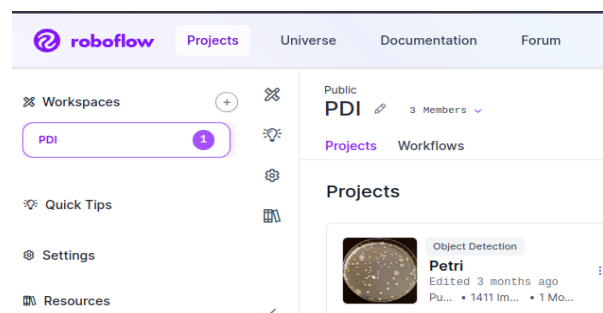 roboflow
Projects
Universe
Documentation
Forum
Workspaces
PDI
1
Quick Tips
Settings
Resources
Public
PDI
3 Members
Projects
Workflows
Projects
Object Detection
Petri
Edited 3 months ago
Pu... • 1411 Im... • 1 Mo...